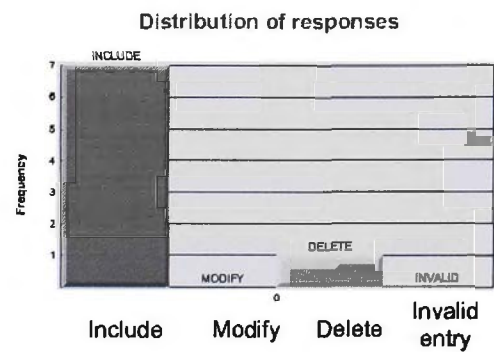 Distribution of responses
INCLUDE
7
6
5
4
3
2
1
Frequency
DELETE
MODIFY
INVALID
0
Include Modify Delete Invalid entry